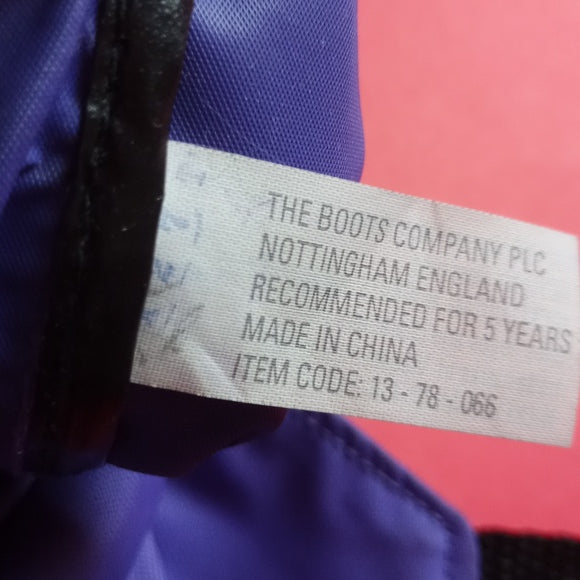 THE BOOTS COMPANY PLC
NOTTINGHAM ENGLAND
RECOMMENDED FOR 5 YEARS
MADE IN CHINA
ITEM CODE: 13 - 78 - 066